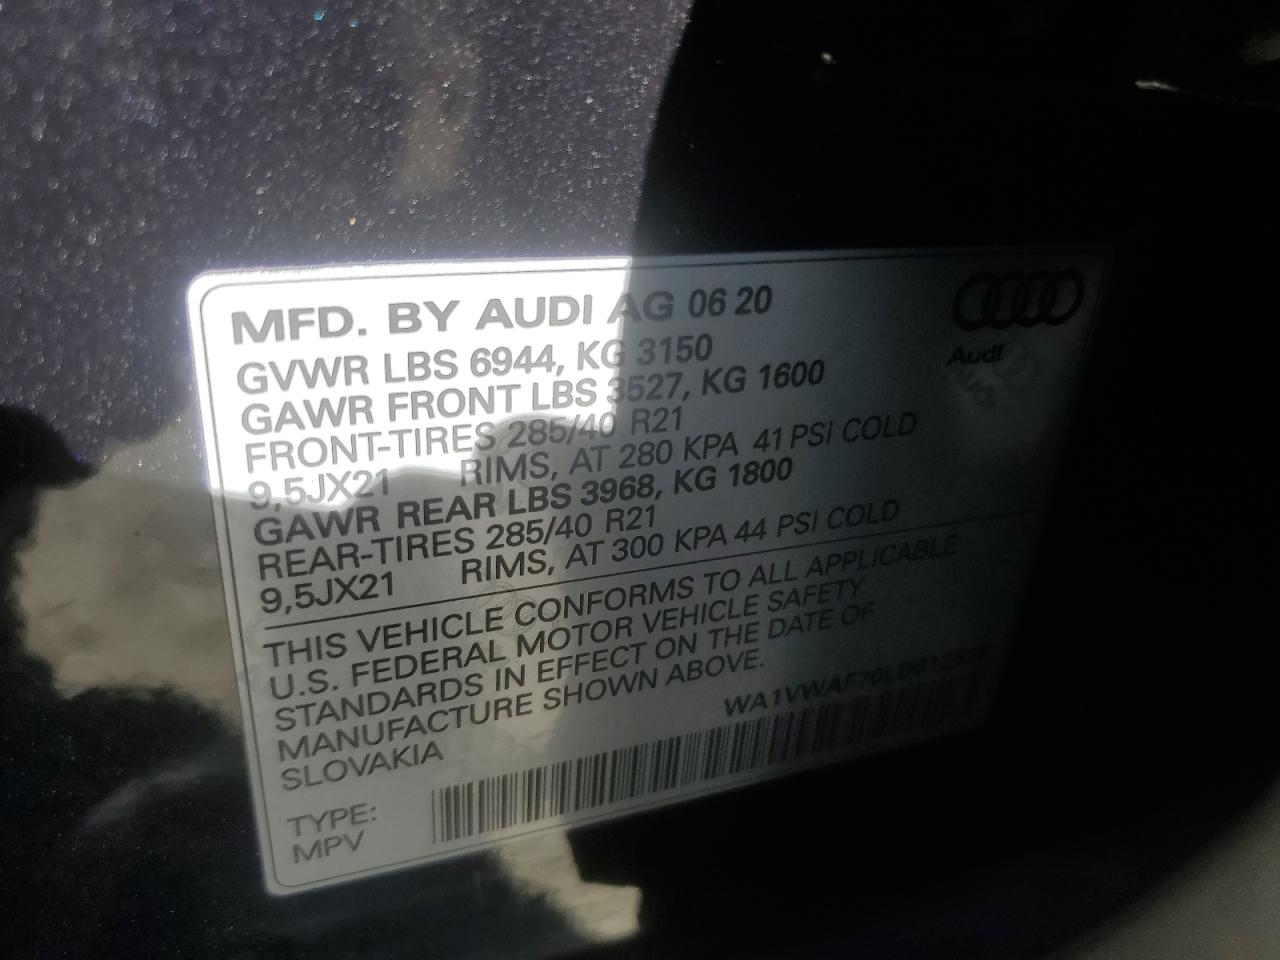 MFD. BY AUDI AG 06 20
Audi
GVWR LBS 6944, KG 3150
GAWR FRONT LBS 3527, KG 1600
FRONT-TIRES 285/40 R21
9,5JX21 RIMS, AT 280 KPA 41 PSI COLD
GAWR REAR LBS 3968, KG 1800
REAR-TIRES 285/40 R21
9,5JX21 RIMS, AT 300 KPA 44 PSI COLD
THIS VEHICLE CONFORMS TO ALL APPLICABLE
U.S. FEDERAL MOTOR VEHICLE SAFETY
STANDARDS IN EFFECT ON THE DATE OF
MANUFACTURE SHOWN ABOVE.
SLOVAKIA
TYPE:
MPV